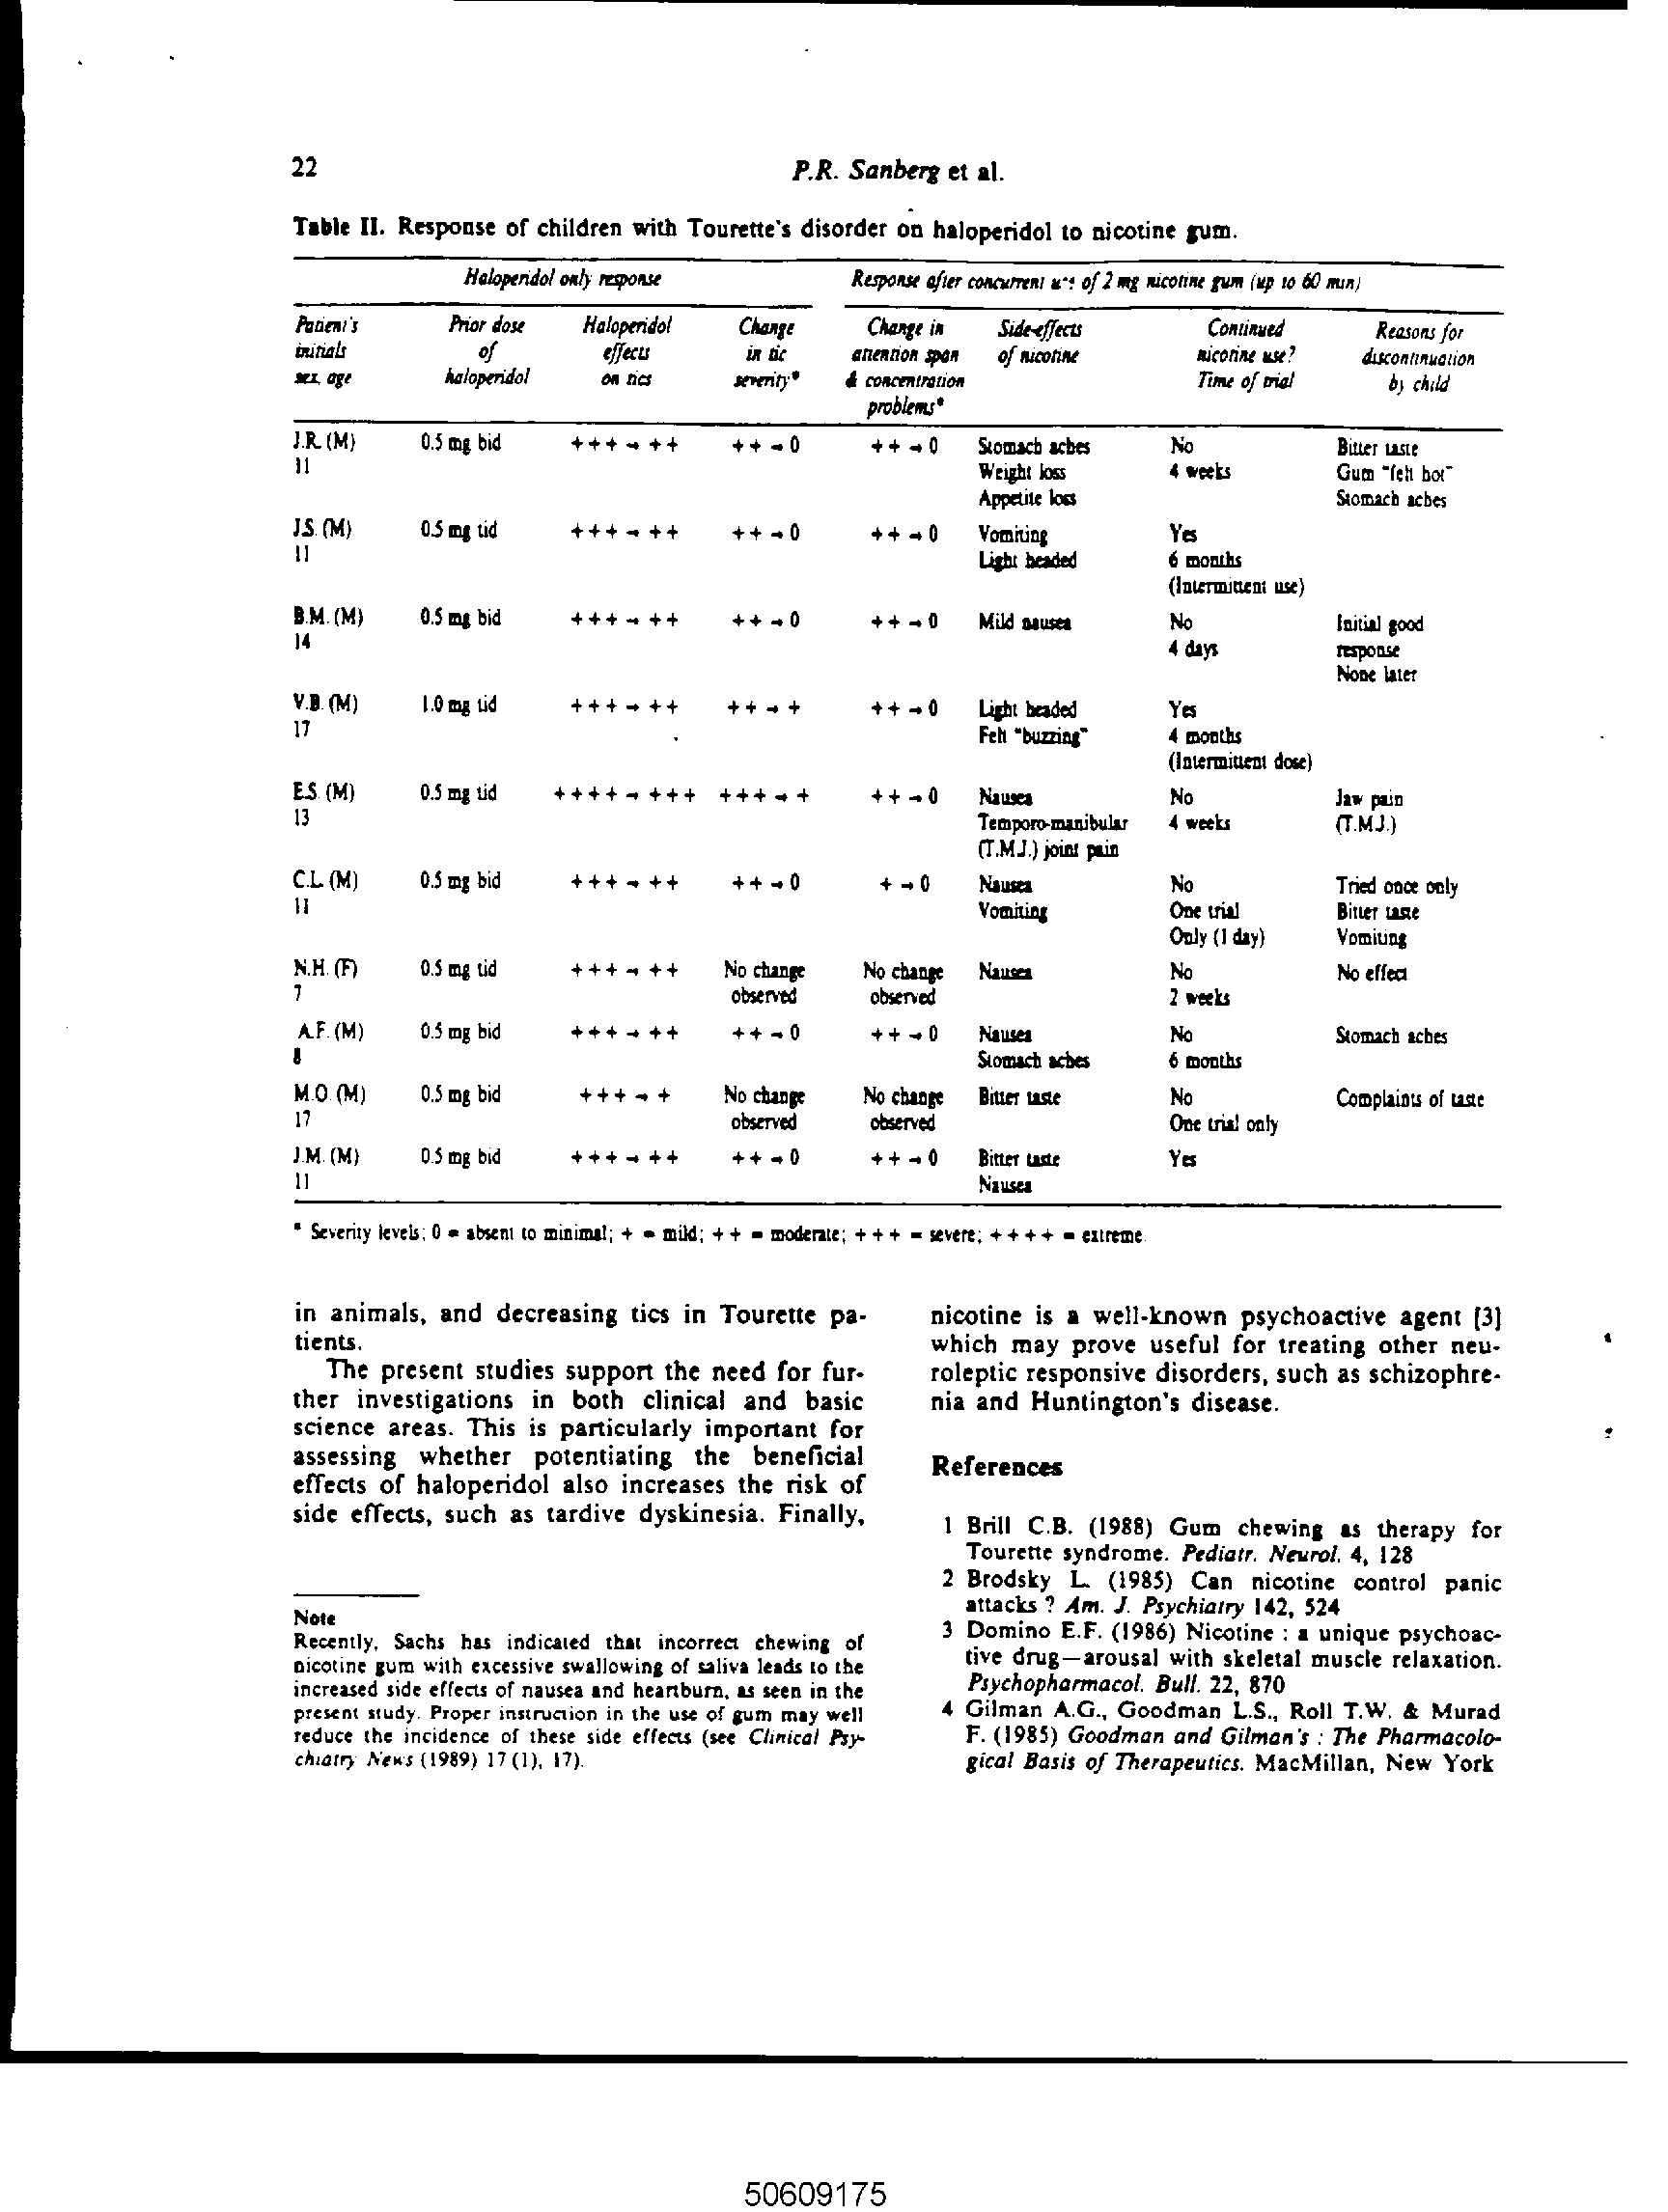 22
P.R. Sanberg et al.
Table II. Response of children with Tourette's disorder on haloperidol to nicotine gum.
Haloperidol only response
Response after concurrent of 2 mg nicotine gum (up to 60 min)
Patient's initials sex, age
Prior dose of haloperidol
Haloperidol effects on tics
Change in tic severity*
Change in attention span & concentration problems*
Side-effects of nicotine
Continued nicotine use? Time of trial
Reasons for discontinuation by child
J.R. (M) 0.5 mg bid +++ → ++ ++ → 0 ++ → 0 Stomach aches No Bitter taste
11 Weight loss 4 weeks Gum "felt hot"
Appetite loss Stomach aches
J.S. (M) 0.5 mg tid +++ → ++ ++ → 0 ++ → 0 Vomiting Yes
11 Light headed 6 months
(Intermittent use)
B.M. (M) 0.5 mg bid +++ → ++ ++ → 0 ++ → 0 Mild nausea No Initial good
14 4 days response
None later
V.B. (M) 1.0 mg tid +++ → ++ ++ → + ++ → 0 Light headed Yes
17 Felt "buzzing" 4 months
(Intermittent dose)
E.S. (M) 0.5 mg tid ++++ → +++ +++ → + ++ → 0 Nausea No Jaw pain
13 Temporo-manibular 4 weeks (T.M.J.)
(T.M.J.) joint pain
C.L. (M) 0.5 mg bid +++ → ++ ++ → 0 + → 0 Nausea No Tried once only
11 Vomiting One trial Bitter taste
Only (1 day) Vomiting
N.H. (F) 0.5 mg tid +++ → ++ No change No change Nausea No No effect
7 observed observed 2 weeks
A.F. (M) 0.5 mg bid +++ → ++ ++ → 0 ++ → 0 Nausea No Stomach aches
8 Stomach aches 6 months
M.O. (M) 0.5 mg bid +++ → + No change No change Bitter taste No Complaints of taste
17 observed observed One trial only
J.M. (M) 0.5 mg bid +++ → ++ ++ → 0 ++ → 0 Bitter taste Yes
11 Nausea
* Severity levels; 0 = absent to minimal; + = mild; ++ = moderate; +++ = severe; ++++ = extreme.
in animals, and decreasing tics in Tourette pa-
tients.
The present studies support the need for fur-
ther investigations in both clinical and basic
science areas. This is particularly important for
assessing whether potentiating the beneficial
effects of haloperidol also increases the risk of
side effects, such as tardive dyskinesia. Finally,
Note
Recently, Sachs has indicated that incorrect chewing of
nicotine gum with excessive swallowing of saliva leads to the
increased side effects of nausea and heartburn, as seen in the
present study. Proper instruction in the use of gum may well
reduce the incidence of these side effects (see Clinical Psy-
chiatry News (1989) 17 (1), 17).
nicotine is a well-known psychoactive agent [3]
which may prove useful for treating other neu-
roleptic responsive disorders, such as schizophre-
nia and Huntington's disease.
References
1 Brill C.B. (1988) Gum chewing as therapy for
Tourette syndrome. Pediatr. Neurol. 4, 128
2 Brodsky L. (1985) Can nicotine control panic
attacks ? Am. J. Psychiatry 142, 524
3 Domino E.F. (1986) Nicotine : a unique psychoac-
tive drug—arousal with skeletal muscle relaxation.
Psychopharmacol. Bull. 22, 870
4 Gilman A.G., Goodman L.S., Roll T.W. & Murad
F. (1985) Goodman and Gilman's : The Pharmacolo-
gical Basis of Therapeutics. MacMillan, New York
50609175